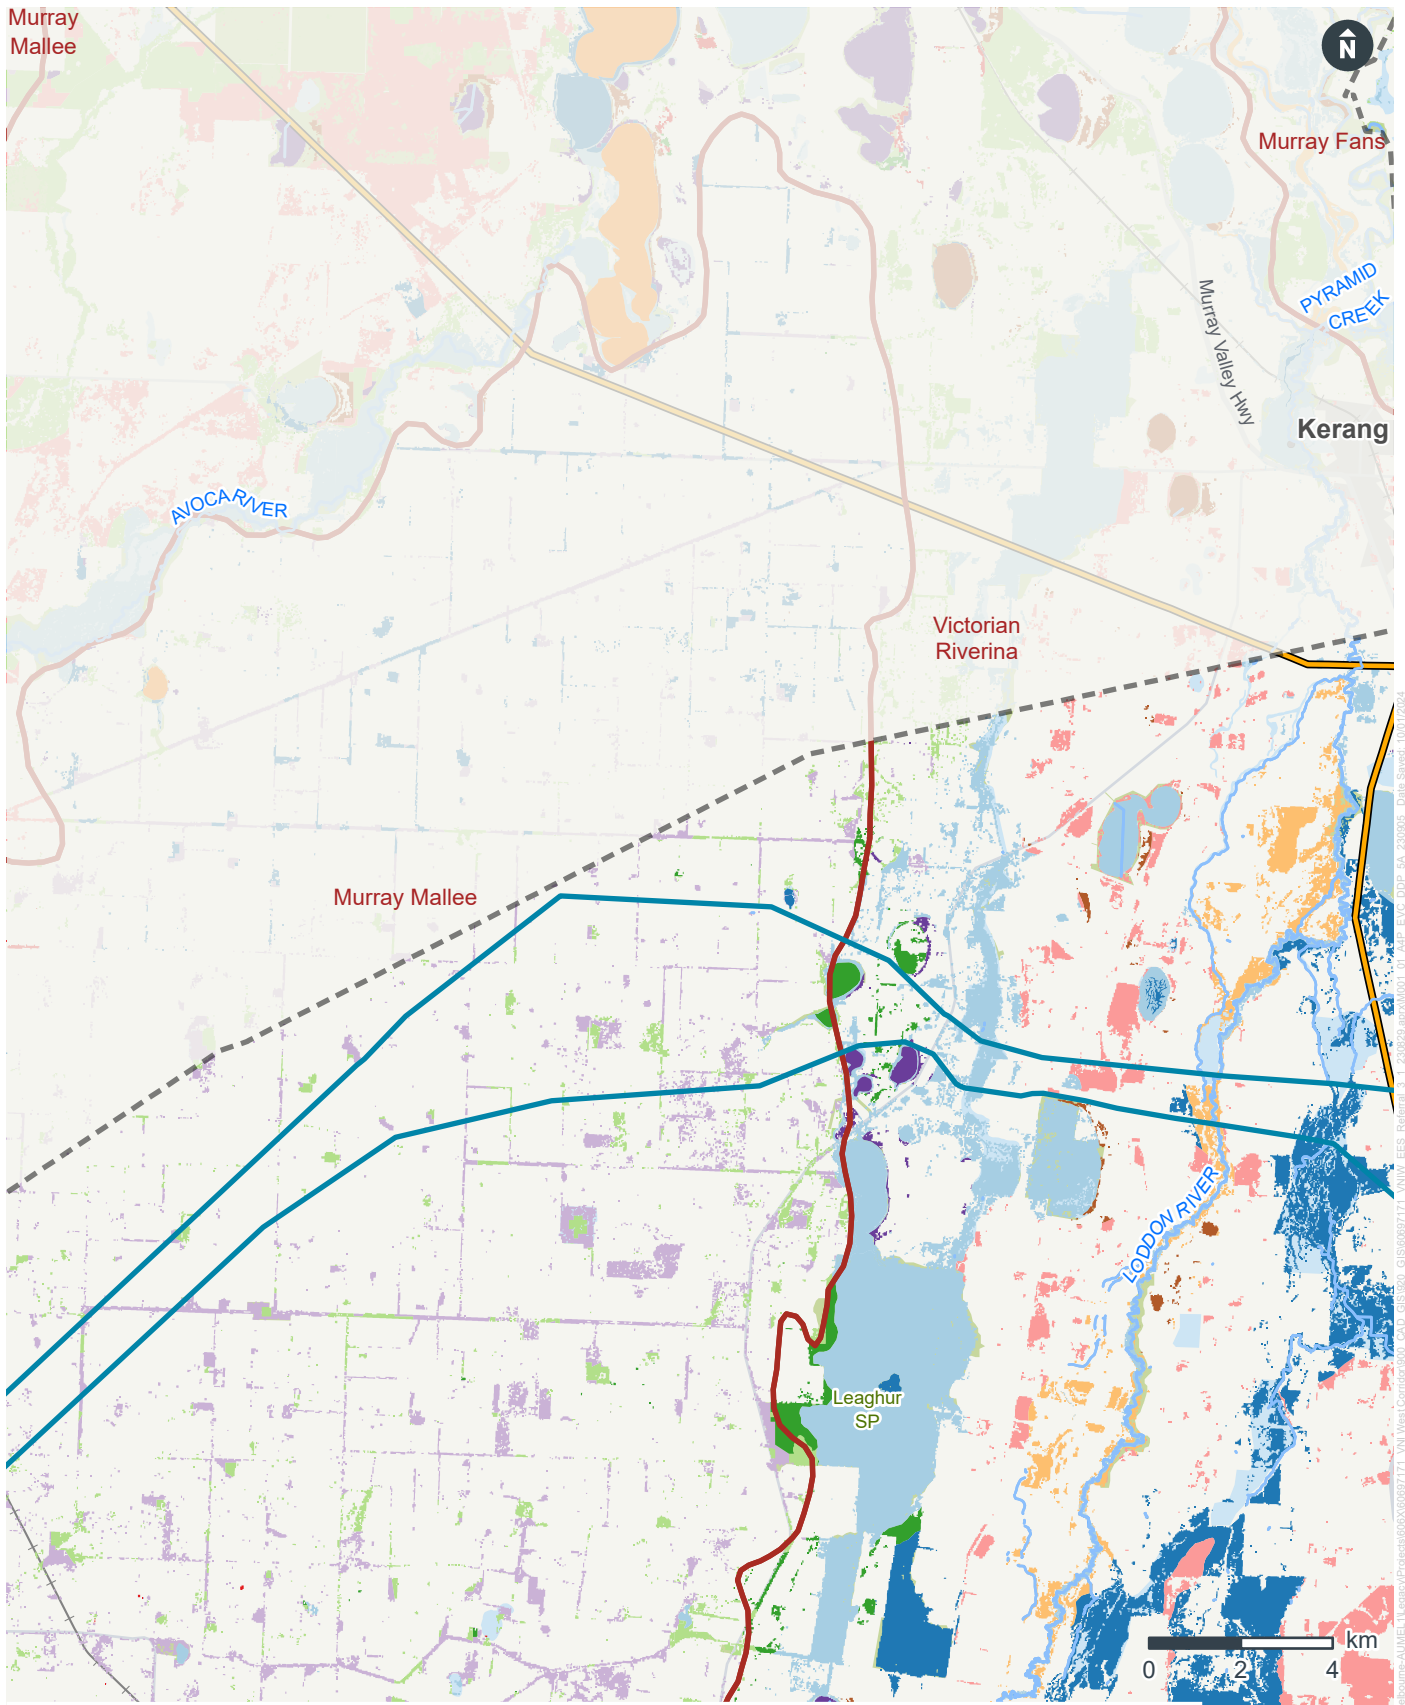 Murray
Mallee
N
Murray Fans
PYRAMID
CREEK
Murray Valley Hwy
Kerang
AVOCA RIVER
Victorian
Riverina
Murray Mallee
LODDON RIVER
Leaghur
SP
km
0 2 4